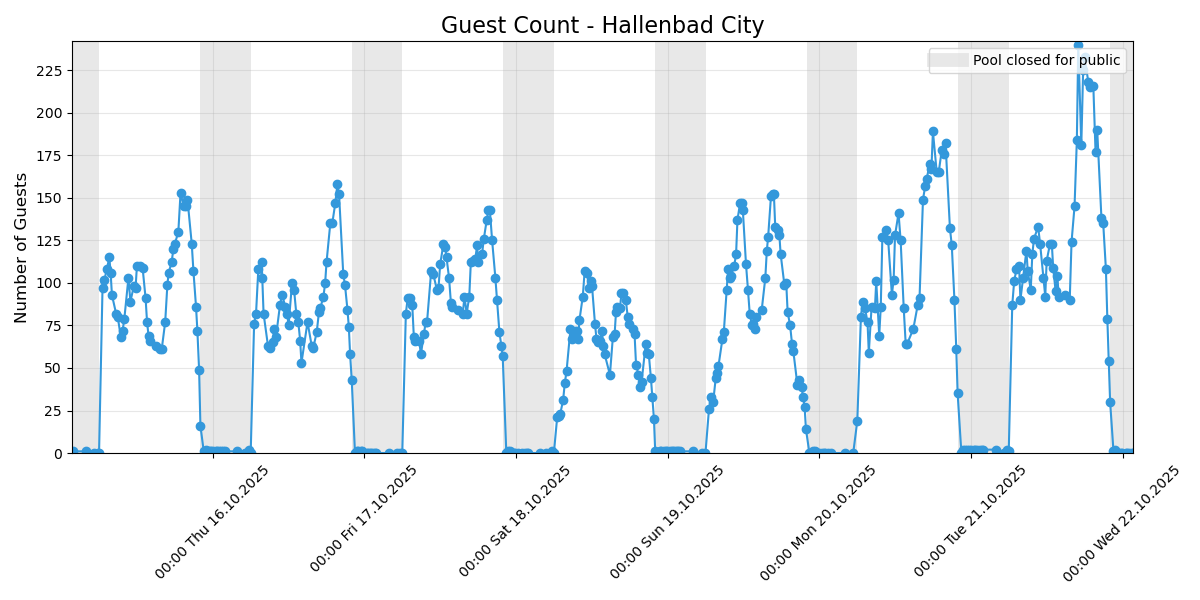 Guest Count - Hallenbad City
Pool closed for public
Number of Guests
225
200
175
150
125
100
75
50
25
0
00:00 Thu 16.10.2025
00:00 Fri 17.10.2025
00:00 Sat 18.10.2025
00:00 Sun 19.10.2025
00:00 Mon 20.10.2025
00:00 Tue 21.10.2025
00:00 Wed 22.10.2025